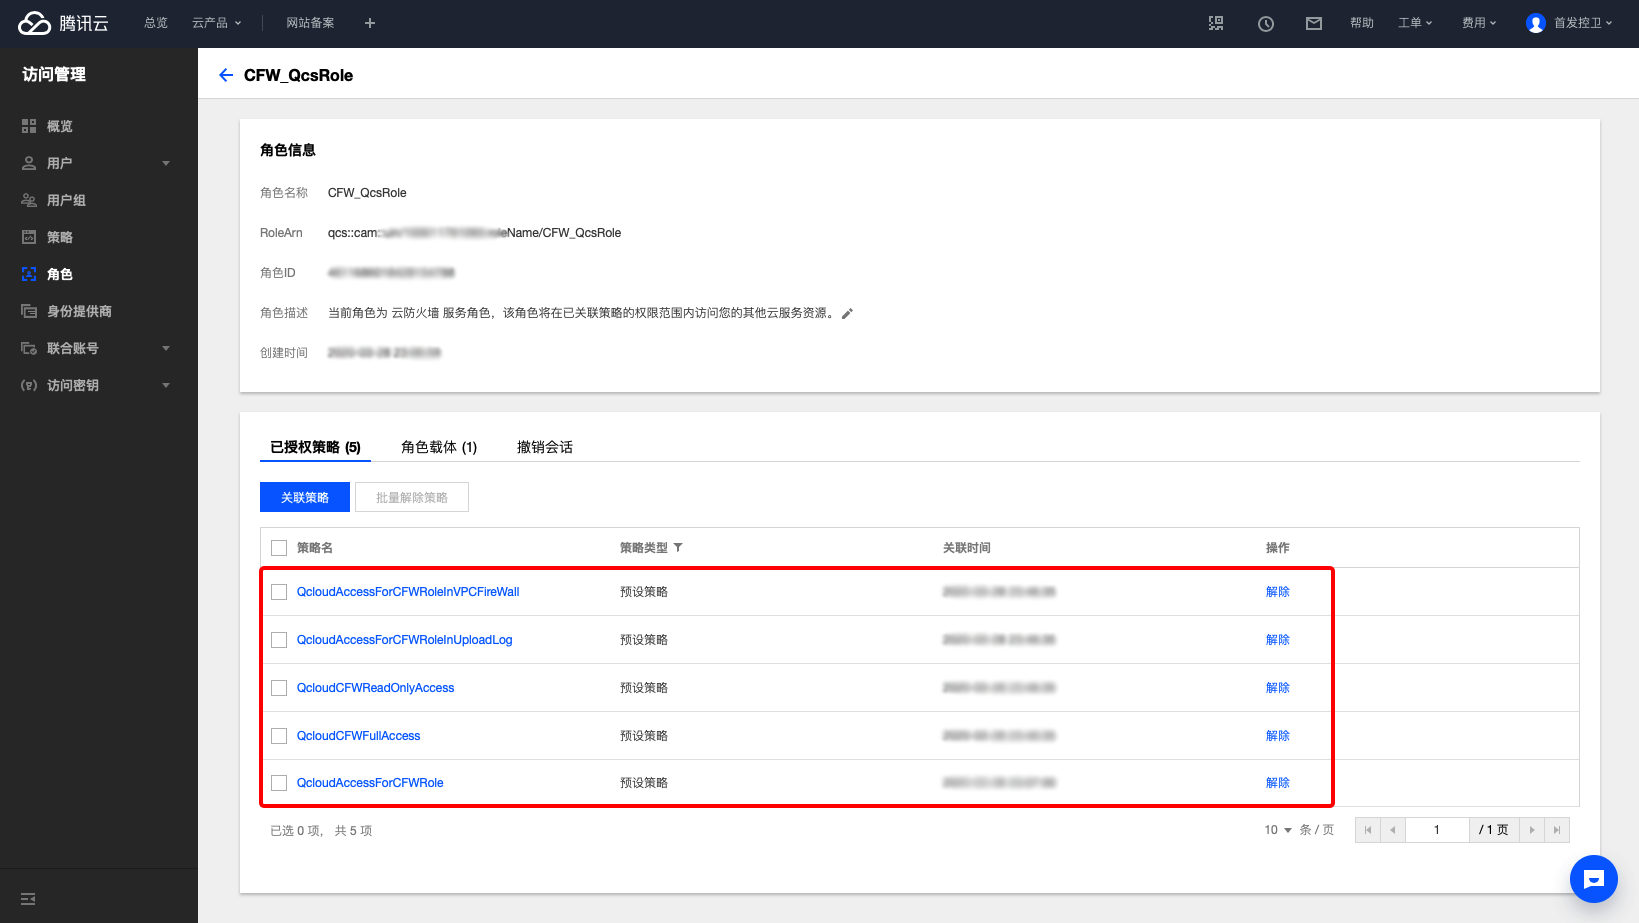 腾讯云 总览 云产品 网站备案 帮助 工单 费用 首发控卫
访问管理
概览
用户
用户组
策略
角色
身份提供商
联合账号
访问密钥
CFW_QcsRole
角色信息
角色名称 CFW_QcsRole
RoleArn qcs::cam: Name/CFW_QcsRole
角色ID
角色描述 当前角色为 云防火墙 服务角色，该角色将在已关联策略的权限范围内访问您的其他云服务资源。
创建时间
已授权策略 (5) 角色载体 (1) 撤销会话
关联策略 批量解除策略
策略名 策略类型 关联时间 操作
QcloudAccessForCFWRoleInVPCFireWall 预设策略 解除
QcloudAccessForCFWRoleInUploadLog 预设策略 解除
QcloudCFWReadOnlyAccess 预设策略 解除
QcloudCFWFullAccess 预设策略 解除
QcloudAccessForCFWRole 预设策略 解除
已选 0 项， 共 5 项 10 条 / 页 1 / 1 页